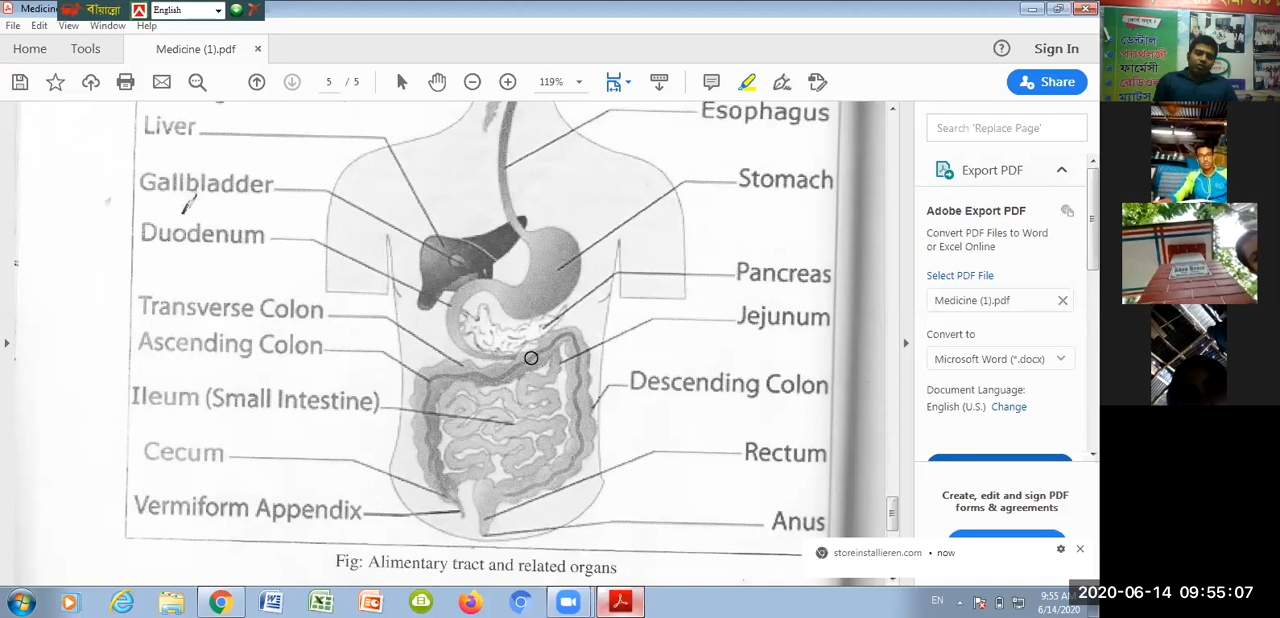 Medicin
বায়ান্নো
English
File Edit View Window Help
Home Tools Medicine (1).pdf Sign In
5 / 5 119% Share
Liver
Gallbladder
Duodenum
Transverse Colon
Ascending Colon
Ileum (Small Intestine)
Cecum
Vermiform Appendix
Esophagus
Stomach
Pancreas
Jejunum
Descending Colon
Rectum
Anus
Fig: Alimentary tract and related organs
Search 'Replace Page'
Export PDF
Adobe Export PDF
Convert PDF Files to Word
or Excel Online
Select PDF File
Medicine (1).pdf
Convert to
Microsoft Word (*.docx)
Document Language:
English (U.S.) Change
Create, edit and sign PDF
forms & agreements
storeinstallieren.com • now
EN
9:55 AM
6/14/2020
2020-06-14 09:55:07
ডেন্টাল
প্যাথলজী
ফার্মেসী
রেডিওল
ম্যাটস